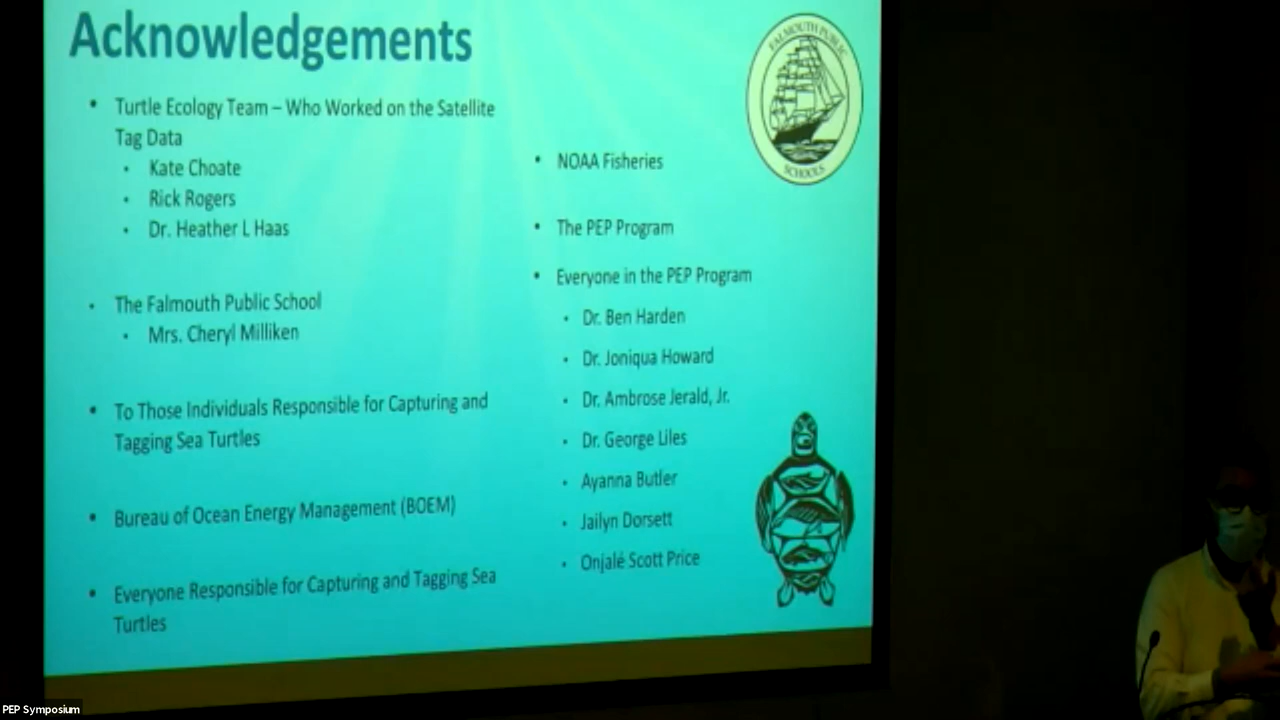 Acknowledgements
• Turtle Ecology Team – Who Worked on the Satellite
Tag Data
• Kate Choate
• Rick Rogers
• Dr. Heather L Haas
• The Falmouth Public School
• Mrs. Cheryl Milliken
• To Those Individuals Responsible for Capturing and
Tagging Sea Turtles
• Bureau of Ocean Energy Management (BOEM)
• Everyone Responsible for Capturing and Tagging Sea
Turtles
• NOAA Fisheries
• The PEP Program
• Everyone in the PEP Program
• Dr. Ben Harden
• Dr. Joniqua Howard
• Dr. Ambrose Jerald, Jr.
• Dr. George Liles
• Ayanna Butler
• Jailyn Dorsett
• Onjalé Scott Price
FALMOUTH PUBLIC
SCHOOLS
PEP Symposium